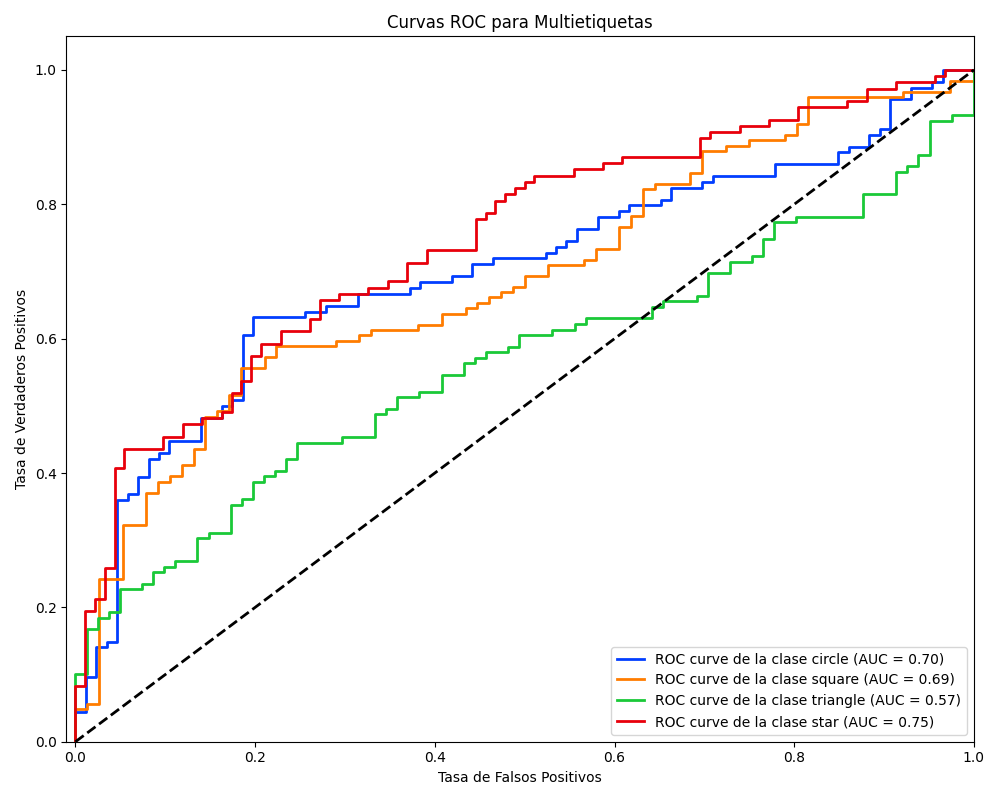 Curvas ROC para Multietiquetas
Tasa de Verdaderos Positivos
1.0
0.8
0.6
0.4
0.2
0.0
0.0 0.2 0.4 0.6 0.8 1.0
Tasa de Falsos Positivos
ROC curve de la clase circle (AUC = 0.70)
ROC curve de la clase square (AUC = 0.69)
ROC curve de la clase triangle (AUC = 0.57)
ROC curve de la clase star (AUC = 0.75)